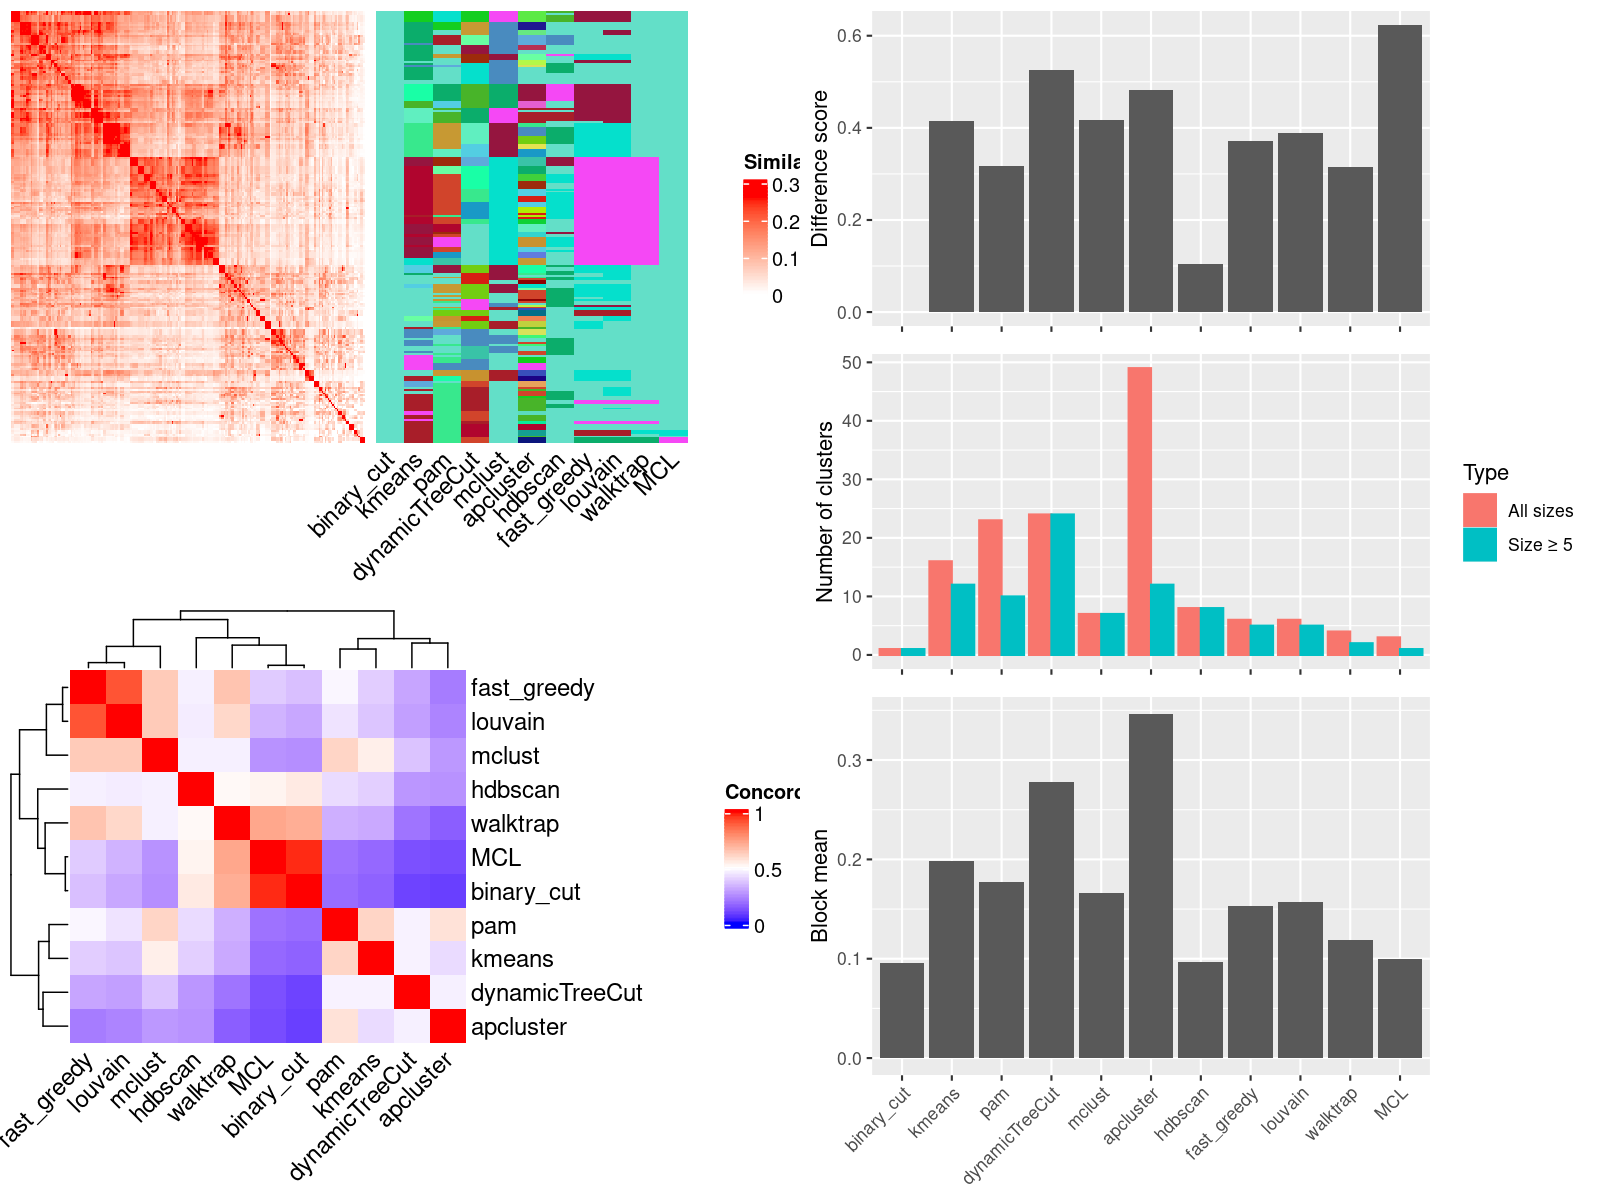 Simila
0.3
0.2
0.1
0
binary_cut
kmeans
pam
dynamicTreeCut
mclust
apcluster
hdbscan
fast_greedy
louvain
walktrap
MCL
fast_greedy
louvain
mclust
hdbscan
walktrap
MCL
binary_cut
pam
kmeans
dynamicTreeCut
apcluster
fast_greedy
louvain
mclust
hdbscan
walktrap
MCL
binary_cut
pam
kmeans
dynamicTreeCut
apcluster
Concord
1
0.5
0
Difference score
0.6
0.4
0.2
0.0
Number of clusters
50
40
30
20
10
0
Type
All sizes
Size ≥ 5
Block mean
0.3
0.2
0.1
0.0
binary_cut
kmeans
pam
dynamicTreeCut
mclust
apcluster
hdbscan
fast_greedy
louvain
walktrap
MCL